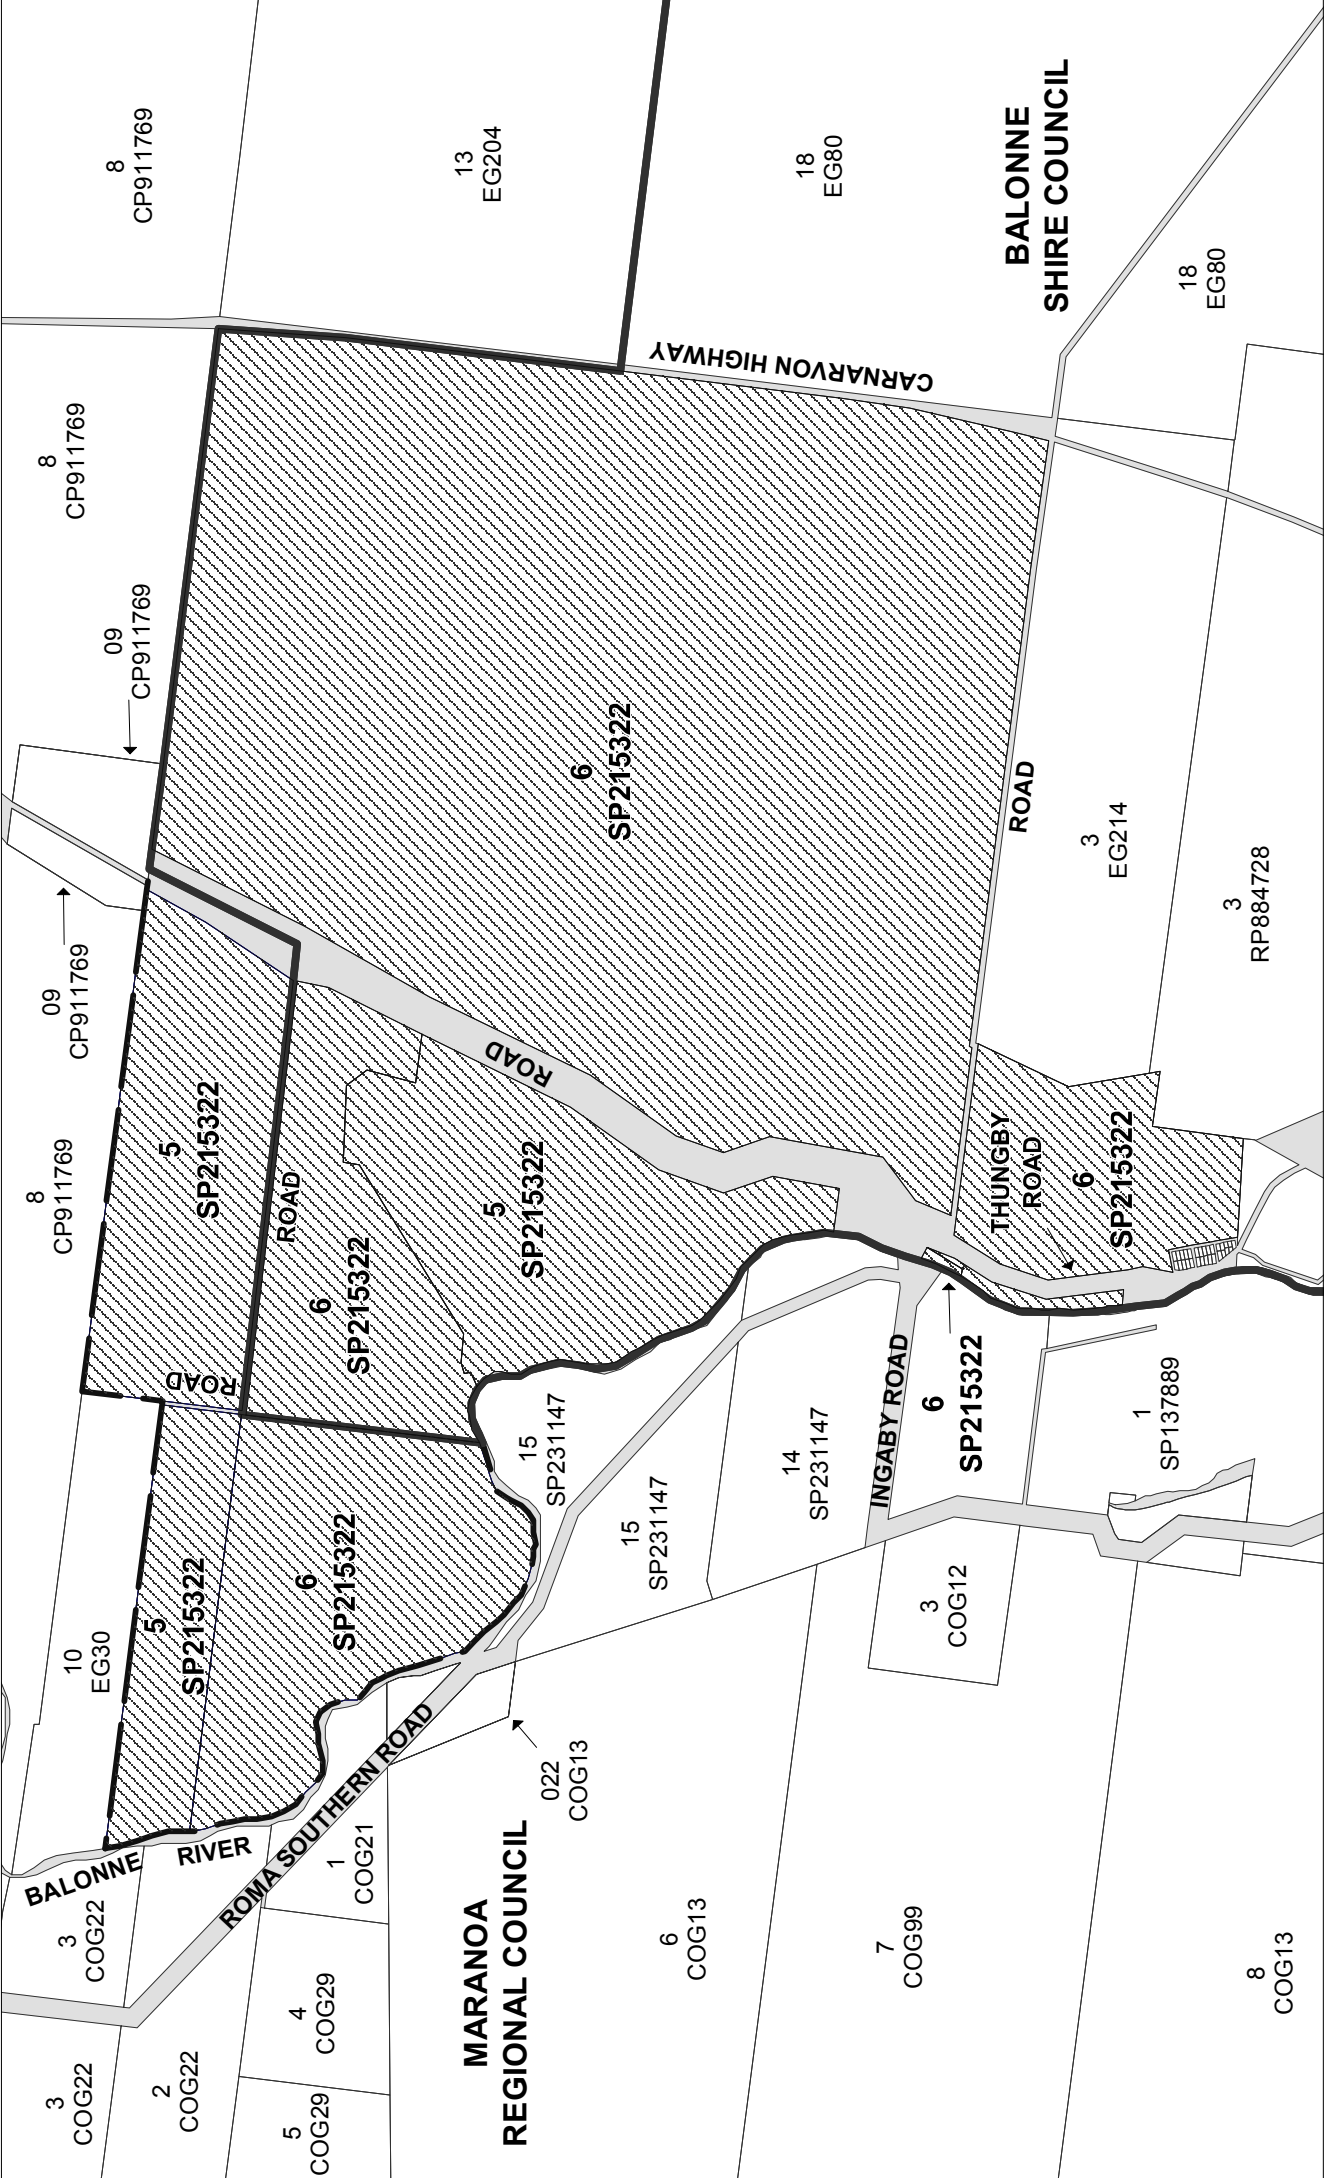 3
COG22
3
COG22
BALONNE
RIVER
2
COG22
10
EG30
5
SP215322
8
CP911769
09
CP911769
8
CP911769
09
CP911769
8
CP911769
ROAD
5
SP215322
5
COG29
4
COG29
1
COG21
ROMA SOUTHERN ROAD
6
SP215322
6
SP215322
ROAD
MARANOA
REGIONAL COUNCIL
022
COG13
15
SP231147
5
SP215322
ROAD
6
SP215322
13
EG204
6
COG13
15
SP231147
14
SP231147
CARNARVON HIGHWAY
18
EG80
7
COG99
3
COG12
INGABY ROAD
6
SP215322
THUNGBY
ROAD
ROAD
BALONNE
SHIRE COUNCIL
6
SP215322
3
EG214
1
SP137889
18
EG80
8
COG13
3
RP884728